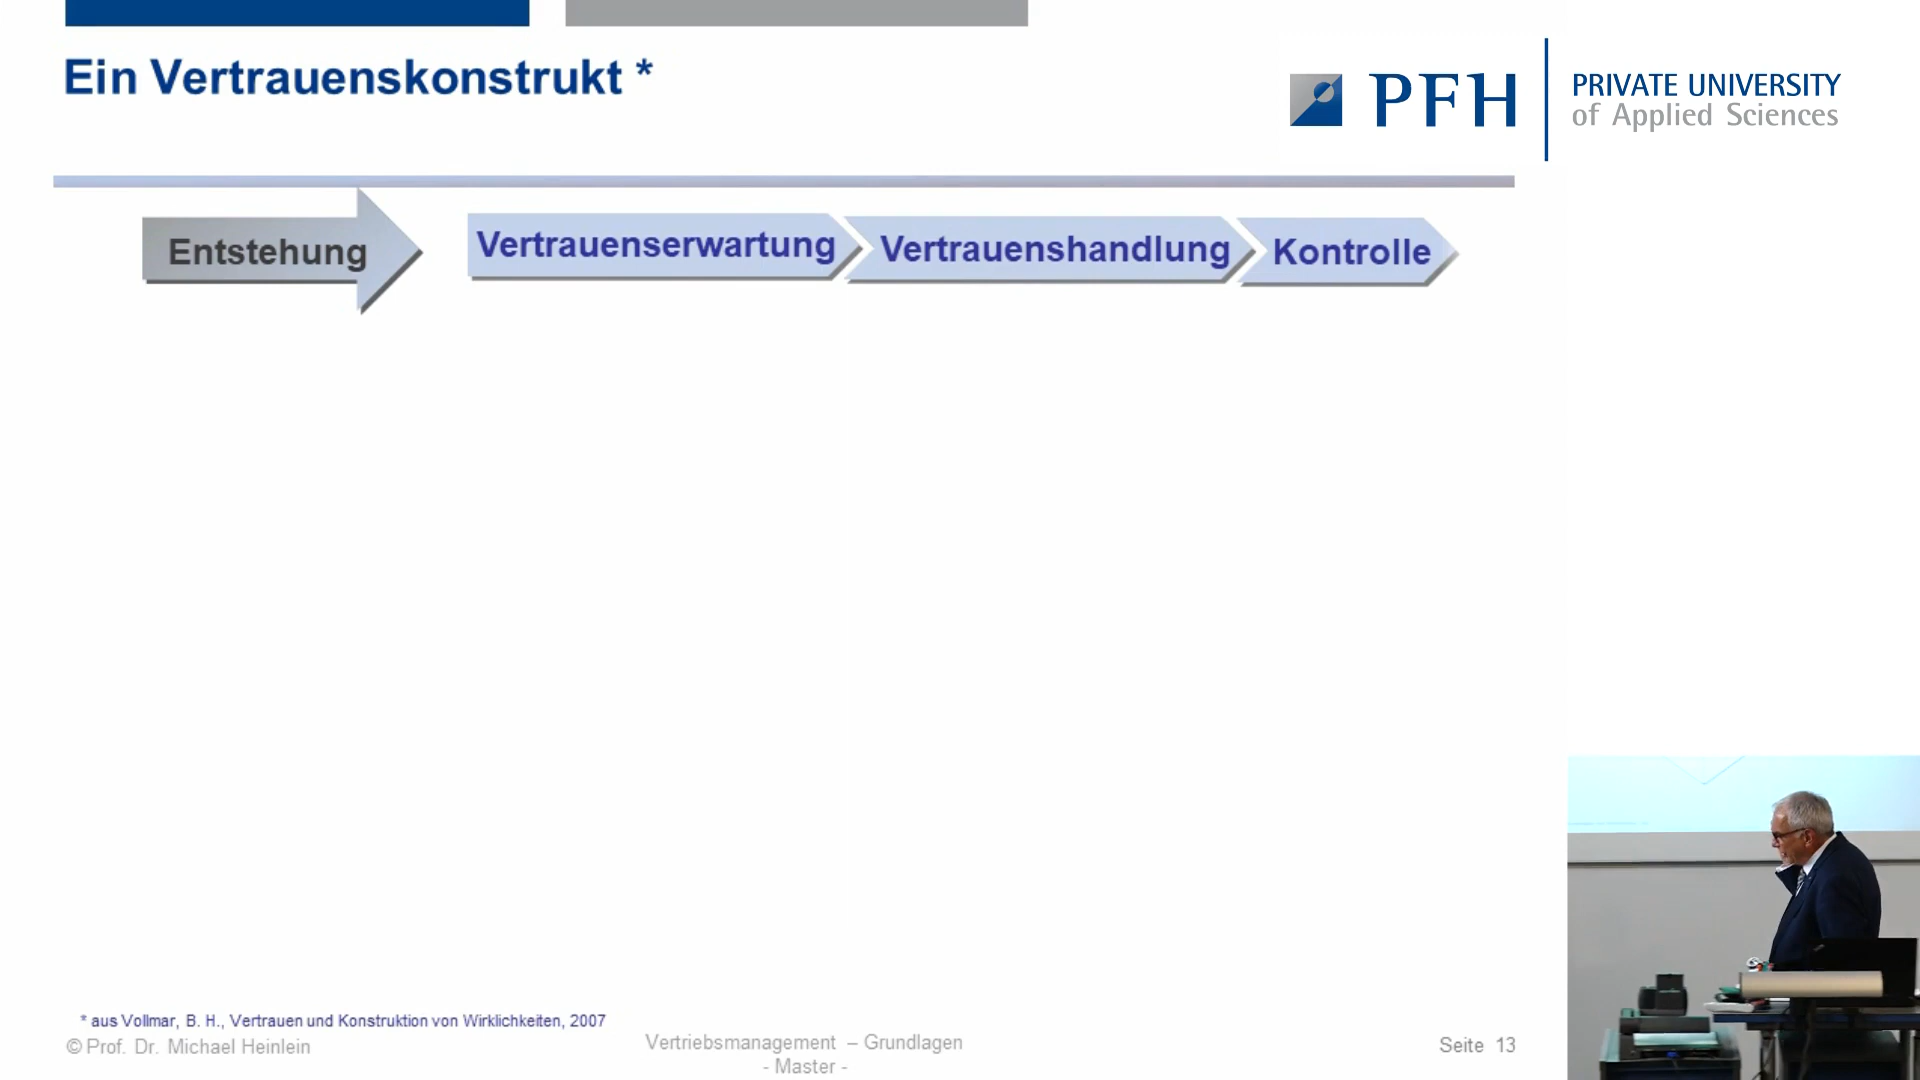 Ein Vertrauenskonstrukt *
PFH
PRIVATE UNIVERSITY
of Applied Sciences
Entstehung
Vertrauenserwartung
Vertrauenshandlung
Kontrolle
* aus Vollmar, B. H., Vertrauen und Konstruktion von Wirklichkeiten, 2007
© Prof. Dr. Michael Heinlein
Vertriebsmanagement – Grundlagen
- Master -
Seite 13